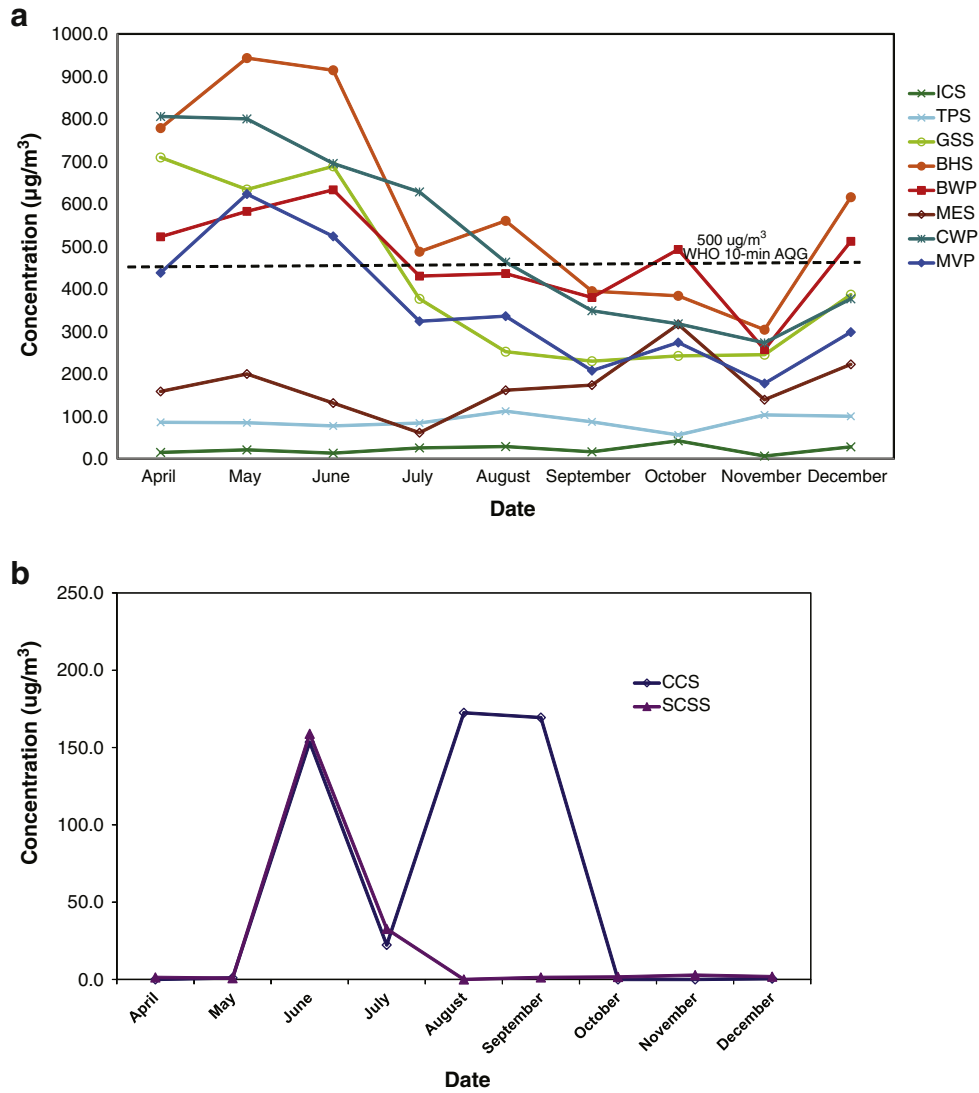 a
1000.0
900.0
800.0
700.0
600.0
500.0
400.0
300.0
200.0
100.0
0.0
Concentration (µg/m³)
500 ug/m³
WHO 10-min AQG
ICS
TPS
GSS
BHS
BWP
MES
CWP
MVP
April May June July August September October November December
Date
b
250.0
200.0
150.0
100.0
50.0
0.0
Concentration (ug/m³)
CCS
SCSS
April May June July August September October November December
Date